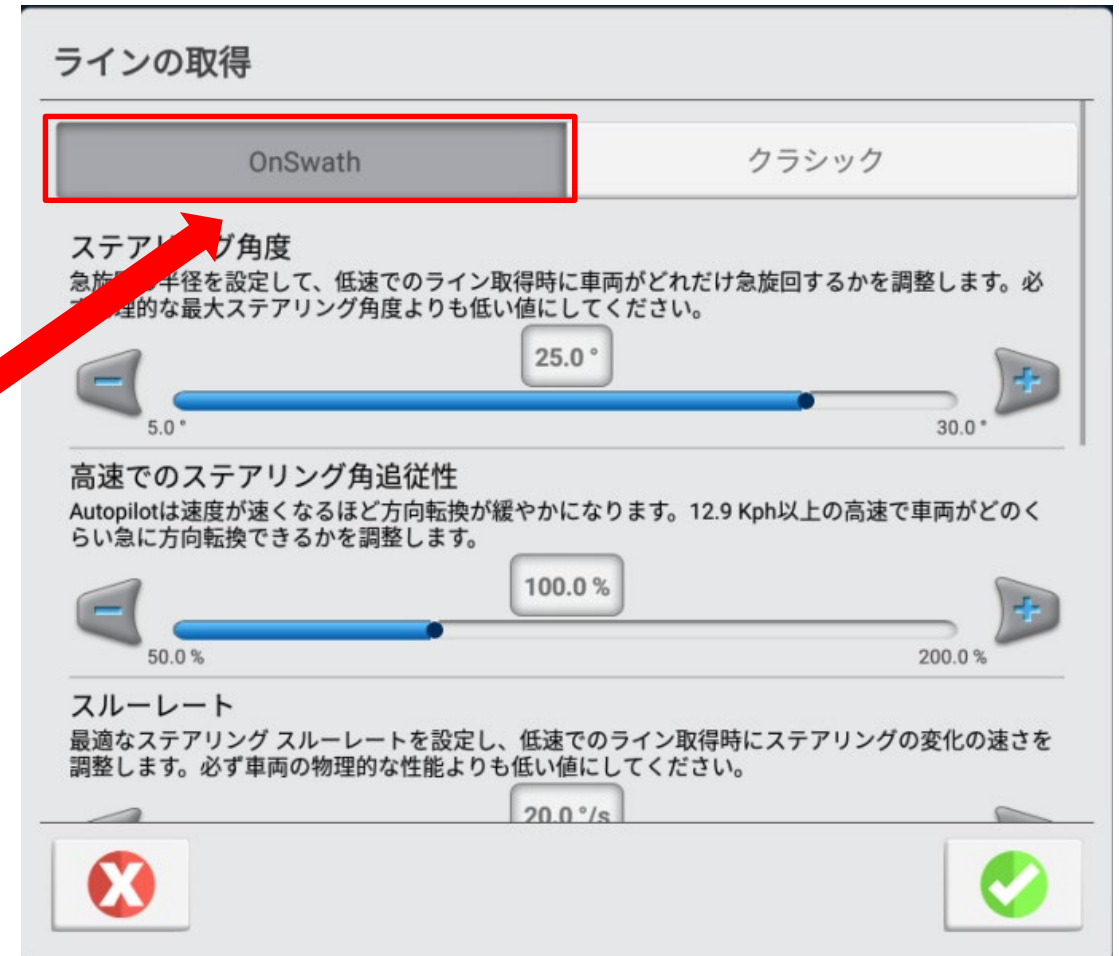 ラインの取得
OnSwath
クラシック
ステアリ グ角度
急旋 半径を設定して、低速でのライン取得時に車両がどれだけ急旋回するかを調整します。必
理的な最大ステアリング角度よりも低い値にしてください。
25.0 °
5.0 °
30.0 °
高速でのステアリング角追従性
Autopilotは速度が速くなるほど方向転換が緩やかになります。12.9 Kph以上の高速で車両がどのく
らい急に方向転換できるかを調整します。
100.0 %
50.0 %
200.0 %
スルーレート
最適なステアリング スルーレートを設定し、低速でのライン取得時にステアリングの変化の速さを
調整します。必ず車両の物理的な性能よりも低い値にしてください。
20.0 °/s